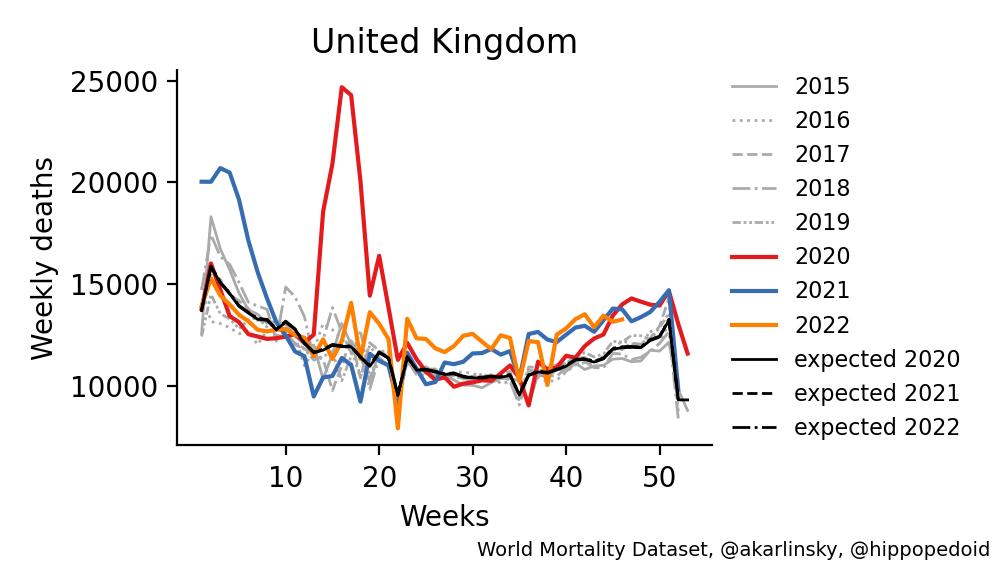 United Kingdom
25000
20000
15000
10000
Weekly deaths
10 20 30 40 50
Weeks
2015
2016
2017
2018
2019
2020
2021
2022
expected 2020
expected 2021
expected 2022
World Mortality Dataset, @akarlinsky, @hippopedoid